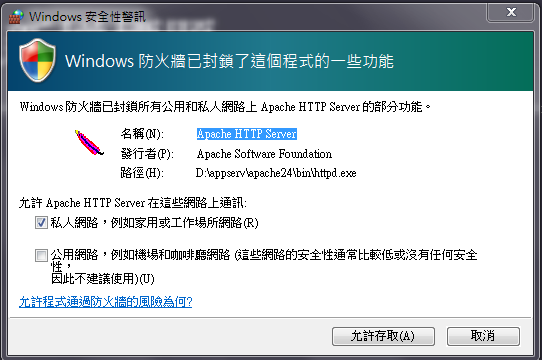 Windows 安全性警訊
Windows 防火牆已封鎖了這個程式的一些功能
Windows 防火牆已封鎖所有公用和私人網路上 Apache HTTP Server 的部分功能。
名稱(N): Apache HTTP Server
發行者(P): Apache Software Foundation
路徑(H): D:\appserv\apache24\bin\httpd.exe
允許 Apache HTTP Server 在這些網路上通訊:
私人網路，例如家用或工作場所網路(R)
公用網路，例如機場和咖啡廳網路 (這些網路的安全性通常比較低或沒有任何安全
性，
因此不建議使用)(U)
允許程式通過防火牆的風險為何?
允許存取(A) 取消